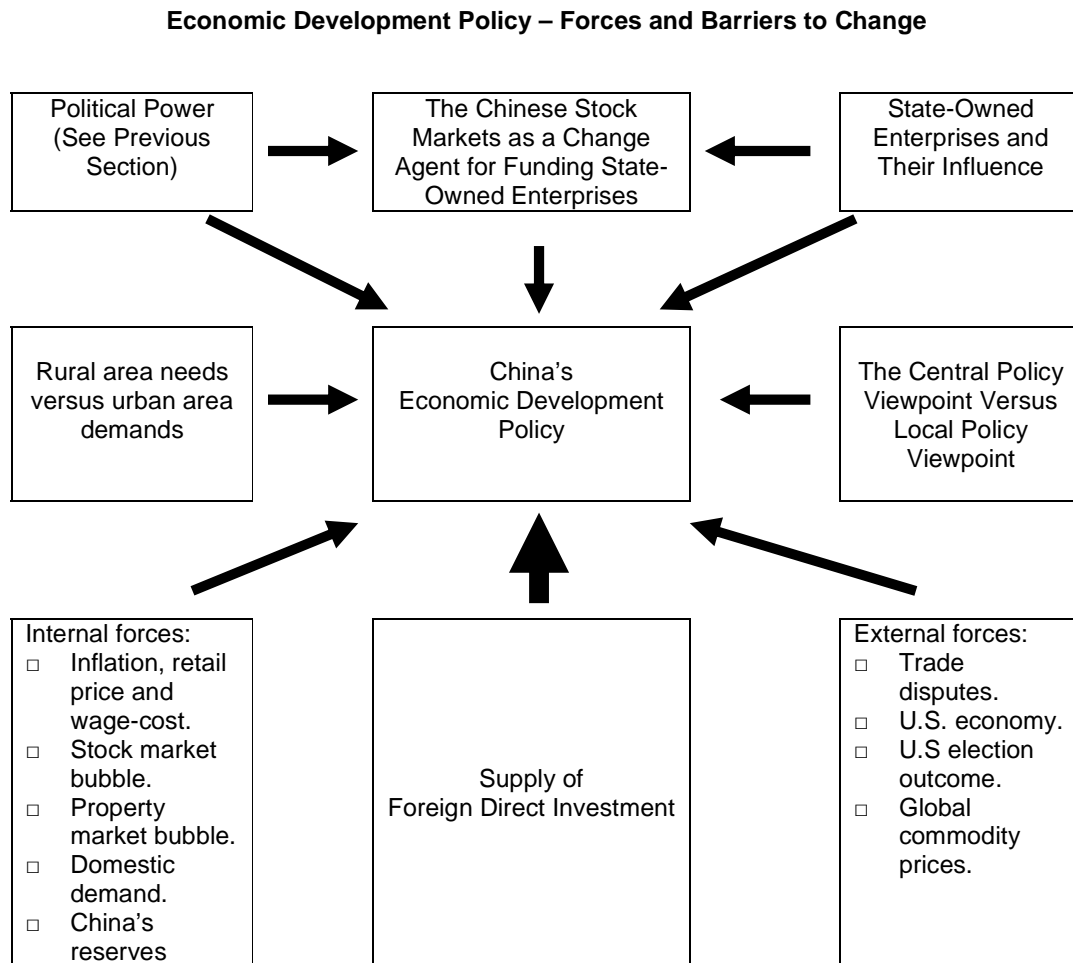 Economic Development Policy – Forces and Barriers to Change
Political Power
(See Previous
Section)
The Chinese Stock
Markets as a Change
Agent for Funding State-
Owned Enterprises
State-Owned
Enterprises and
Their Influence
Rural area needs
versus urban area
demands
China’s
Economic Development
Policy
The Central Policy
Viewpoint Versus
Local Policy
Viewpoint
Internal forces:
□ Inflation, retail
price and
wage-cost.
□ Stock market
bubble.
□ Property
market bubble.
□ Domestic
demand.
□ China’s
reserves
Supply of
Foreign Direct Investment
External forces:
□ Trade
disputes.
□ U.S. economy.
□ U.S election
outcome.
□ Global
commodity
prices.